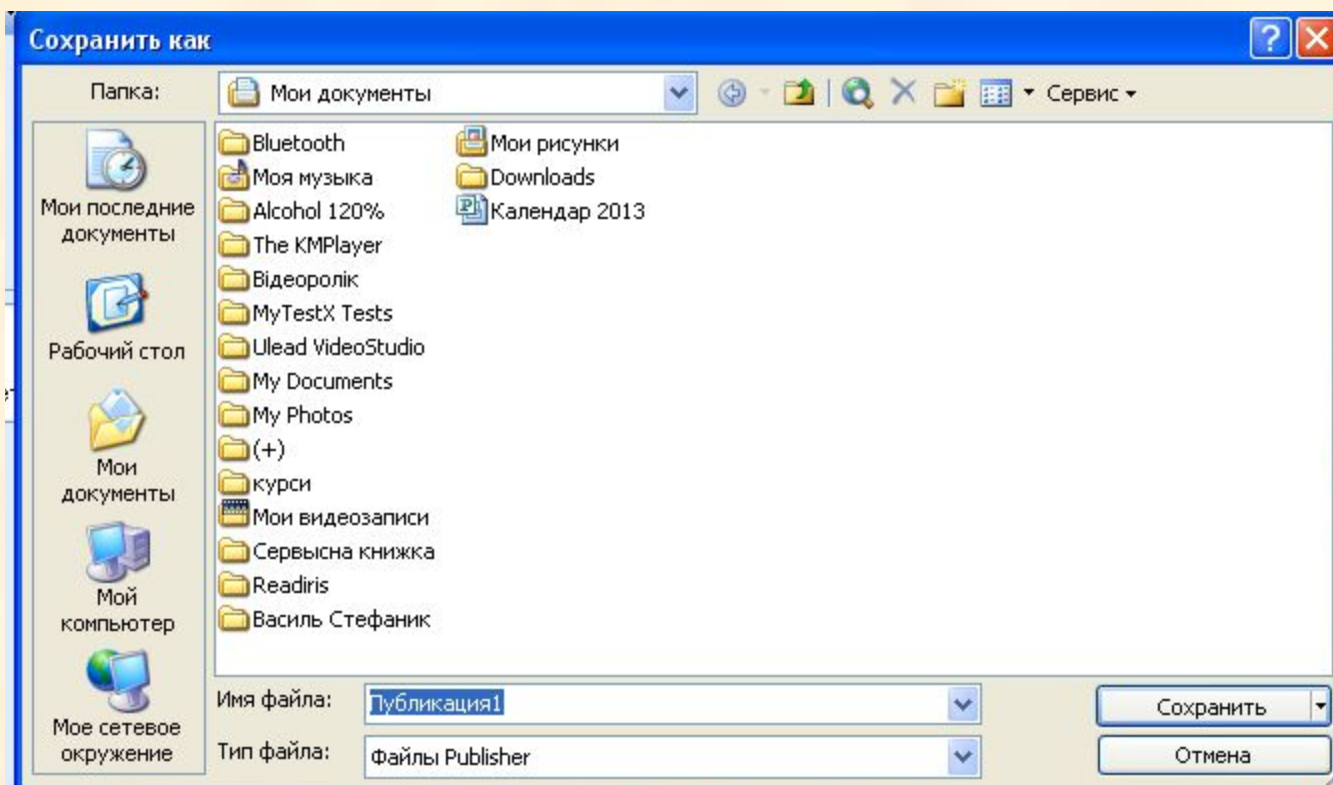 Сохранить как
Папка:
Мои документы
Сервис
Мои последние
документы
Рабочий стол
Мои
документы
Мой
компьютер
Мое сетевое
окружение
Bluetooth
Моя музыка
Alcohol 120%
The KMPlayer
Відеоролік
MyTestX Tests
Ulead VideoStudio
My Documents
My Photos
(+)
курси
Мои видеозаписи
Сервысна книжка
Readiris
Василь Стефаник
Мои рисунки
Downloads
Календар 2013
Имя файла:
Публикация1
Сохранить
Тип файла:
Файлы Publisher
Отмена